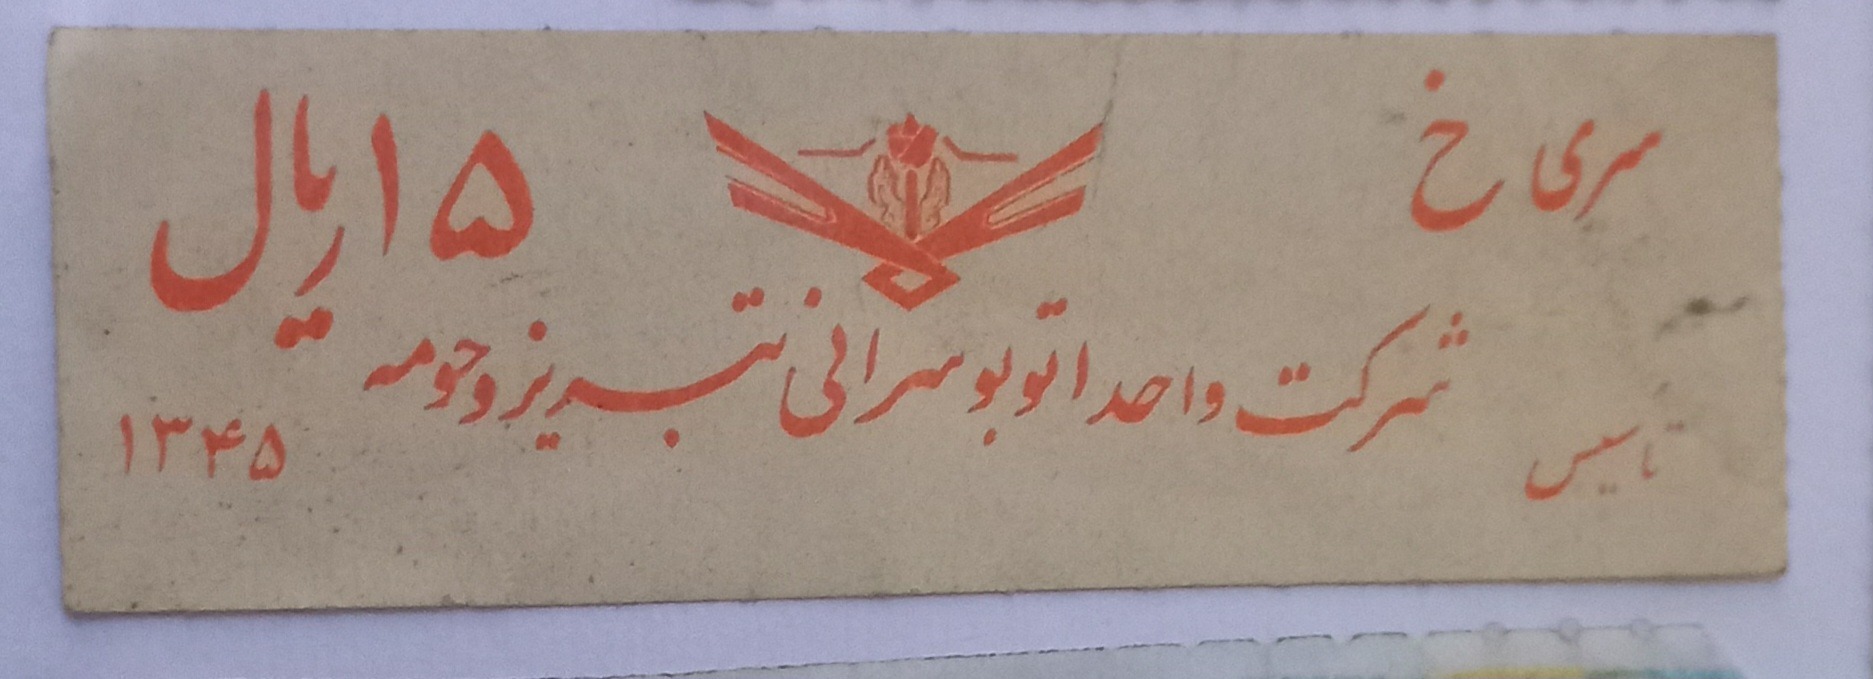 سری خ
۱۵ ریال
شرکت واحد اتوبوسرانی تبریز و حومه
تاسیس ۱۳۴۵